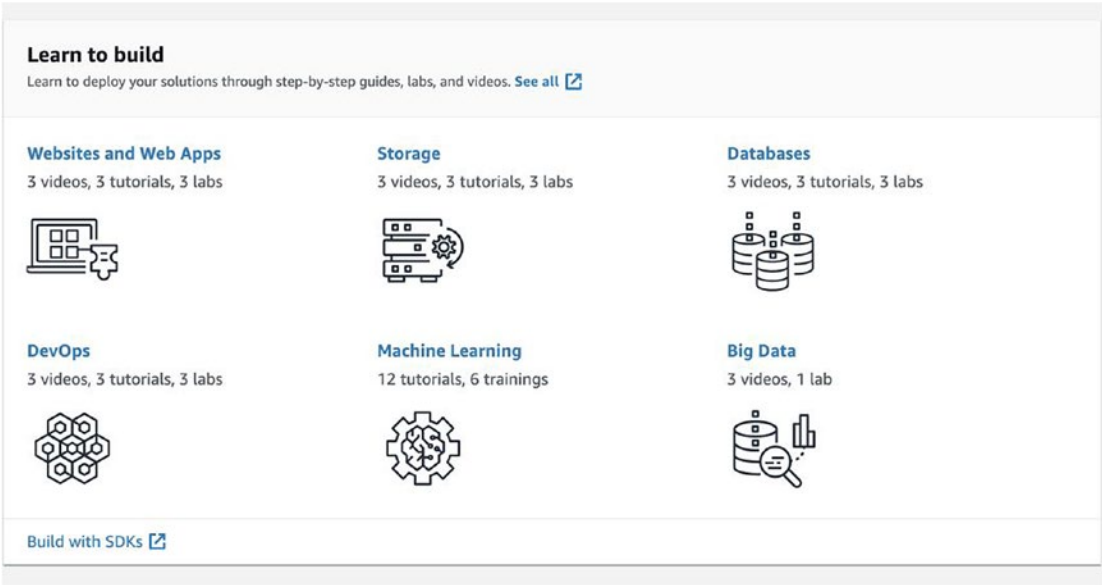 Learn to build
Learn to deploy your solutions through step-by-step guides, labs, and videos. See all
Websites and Web Apps
3 videos, 3 tutorials, 3 labs
Storage
3 videos, 3 tutorials, 3 labs
Databases
3 videos, 3 tutorials, 3 labs
DevOps
3 videos, 3 tutorials, 3 labs
Machine Learning
12 tutorials, 6 trainings
Big Data
3 videos, 1 lab
Build with SDKs